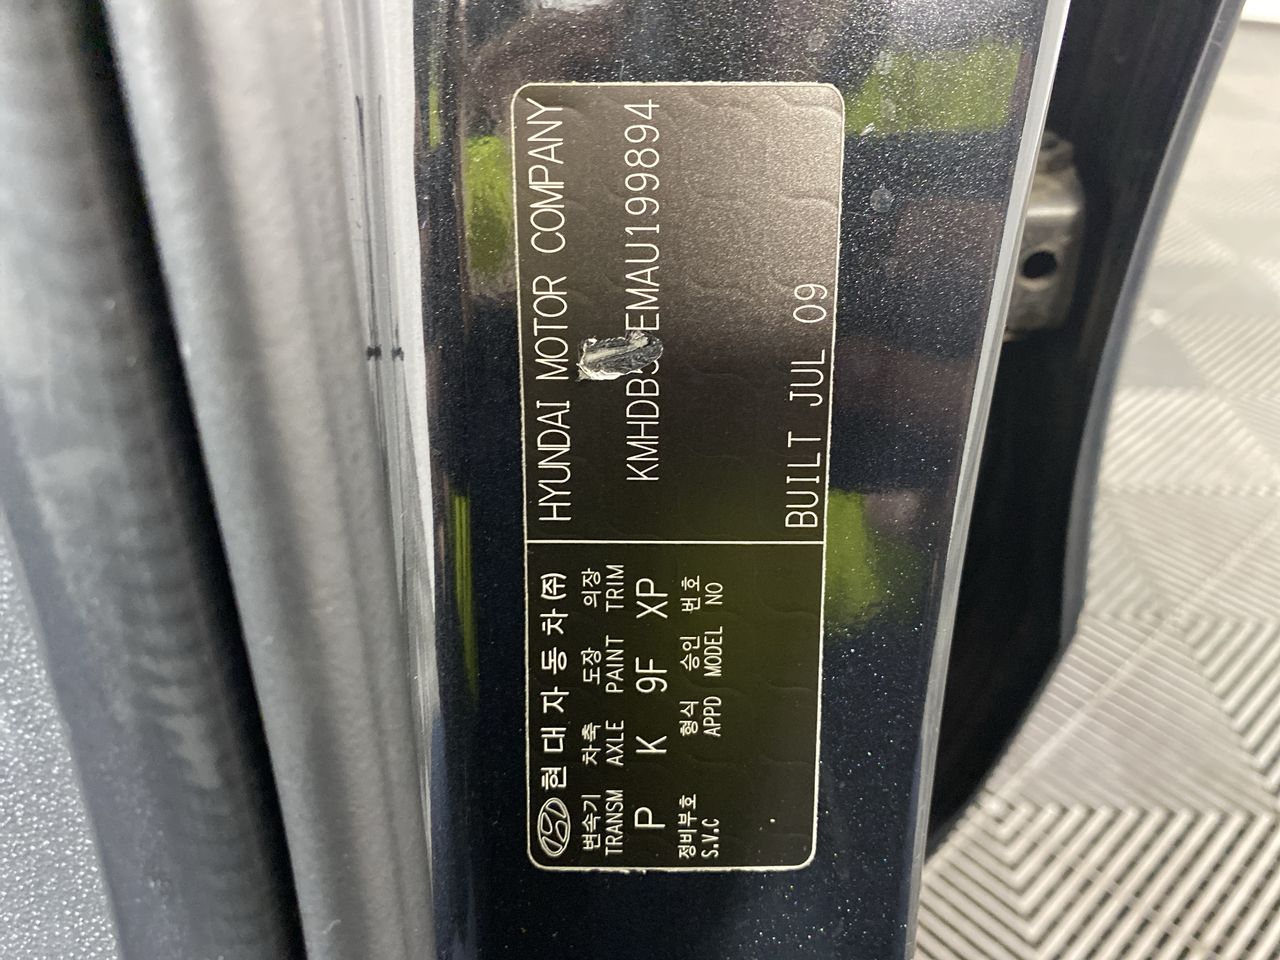 현대자동차(주)
변속기 차축 도장 의장
TRANSM AXLE PAINT TRIM
P K 9F XP
정비부호 형식 승인 번호
S.V.C APPD MODEL NO
HYUNDAI MOTOR COMPANY
BUILT JUL 09